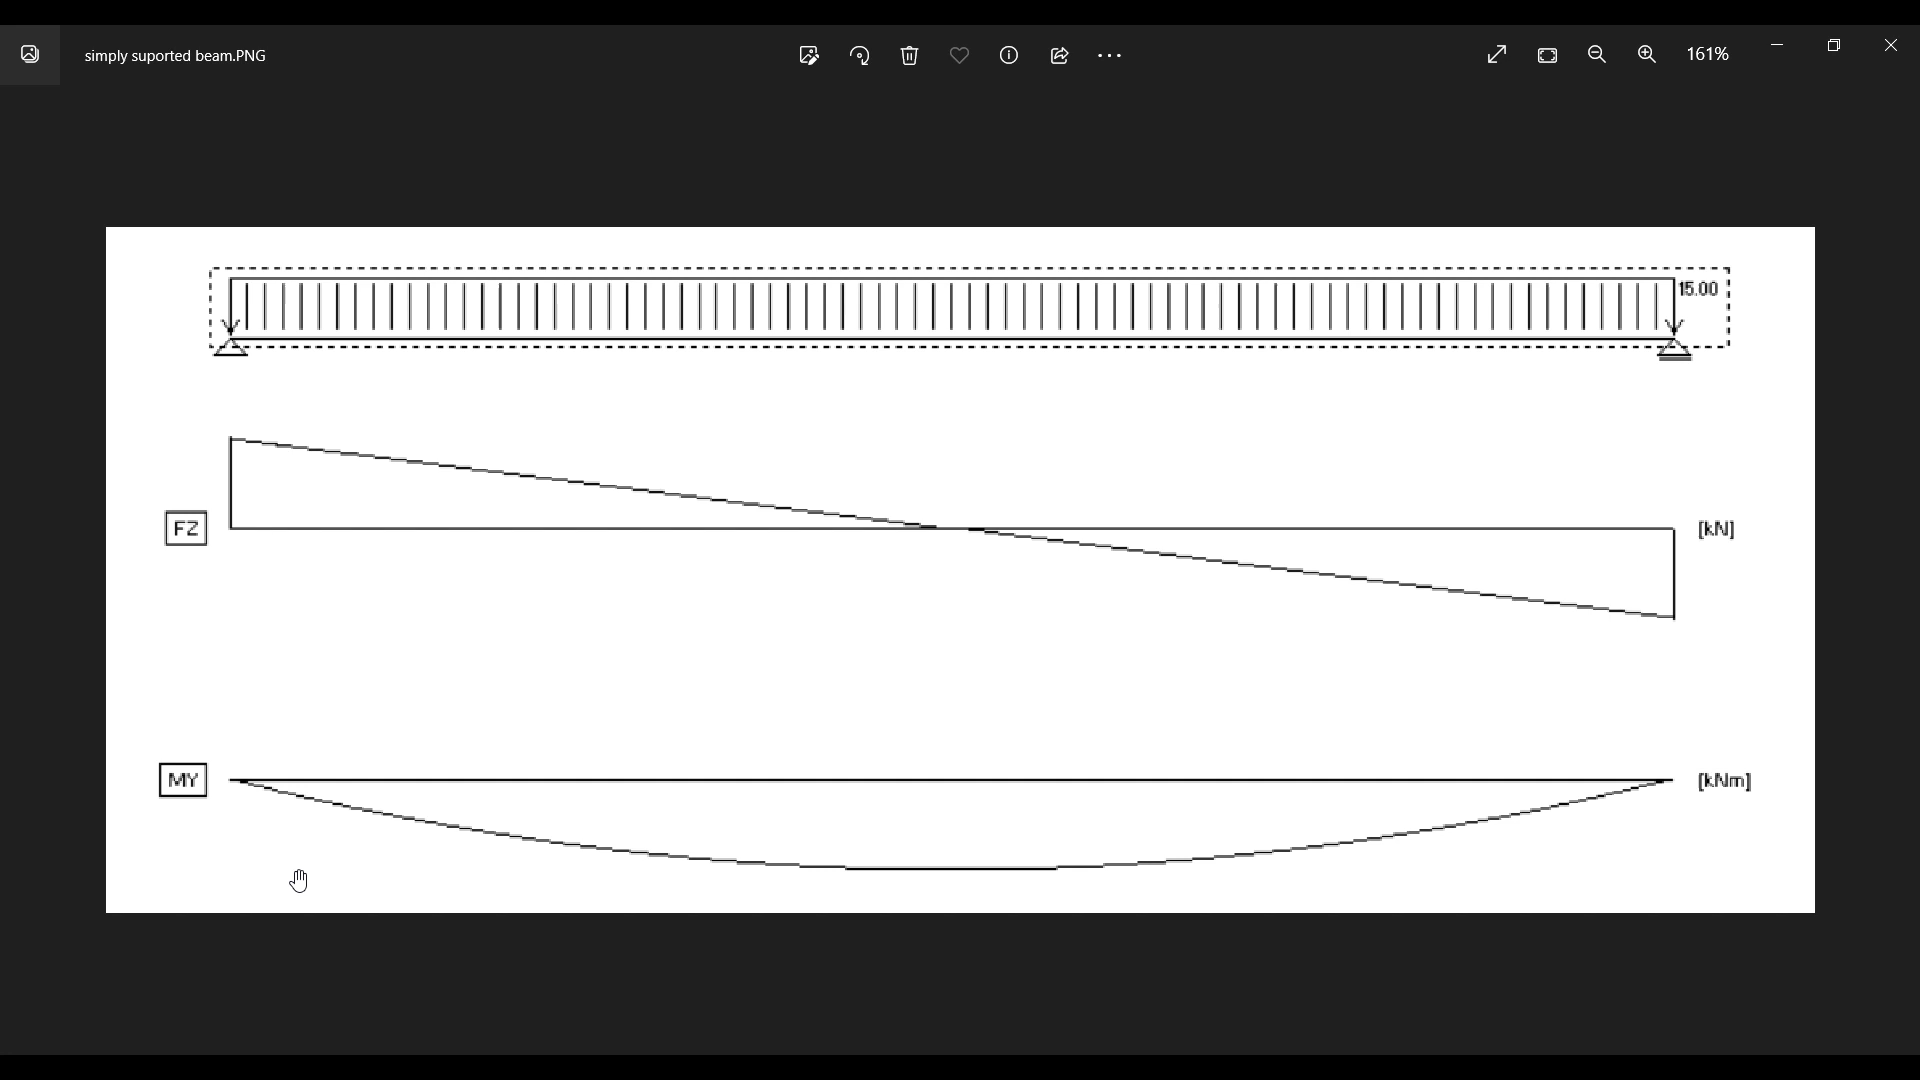 simply suported beam.PNG
161%
15.00
FZ
[kN]
MY
[kNm]